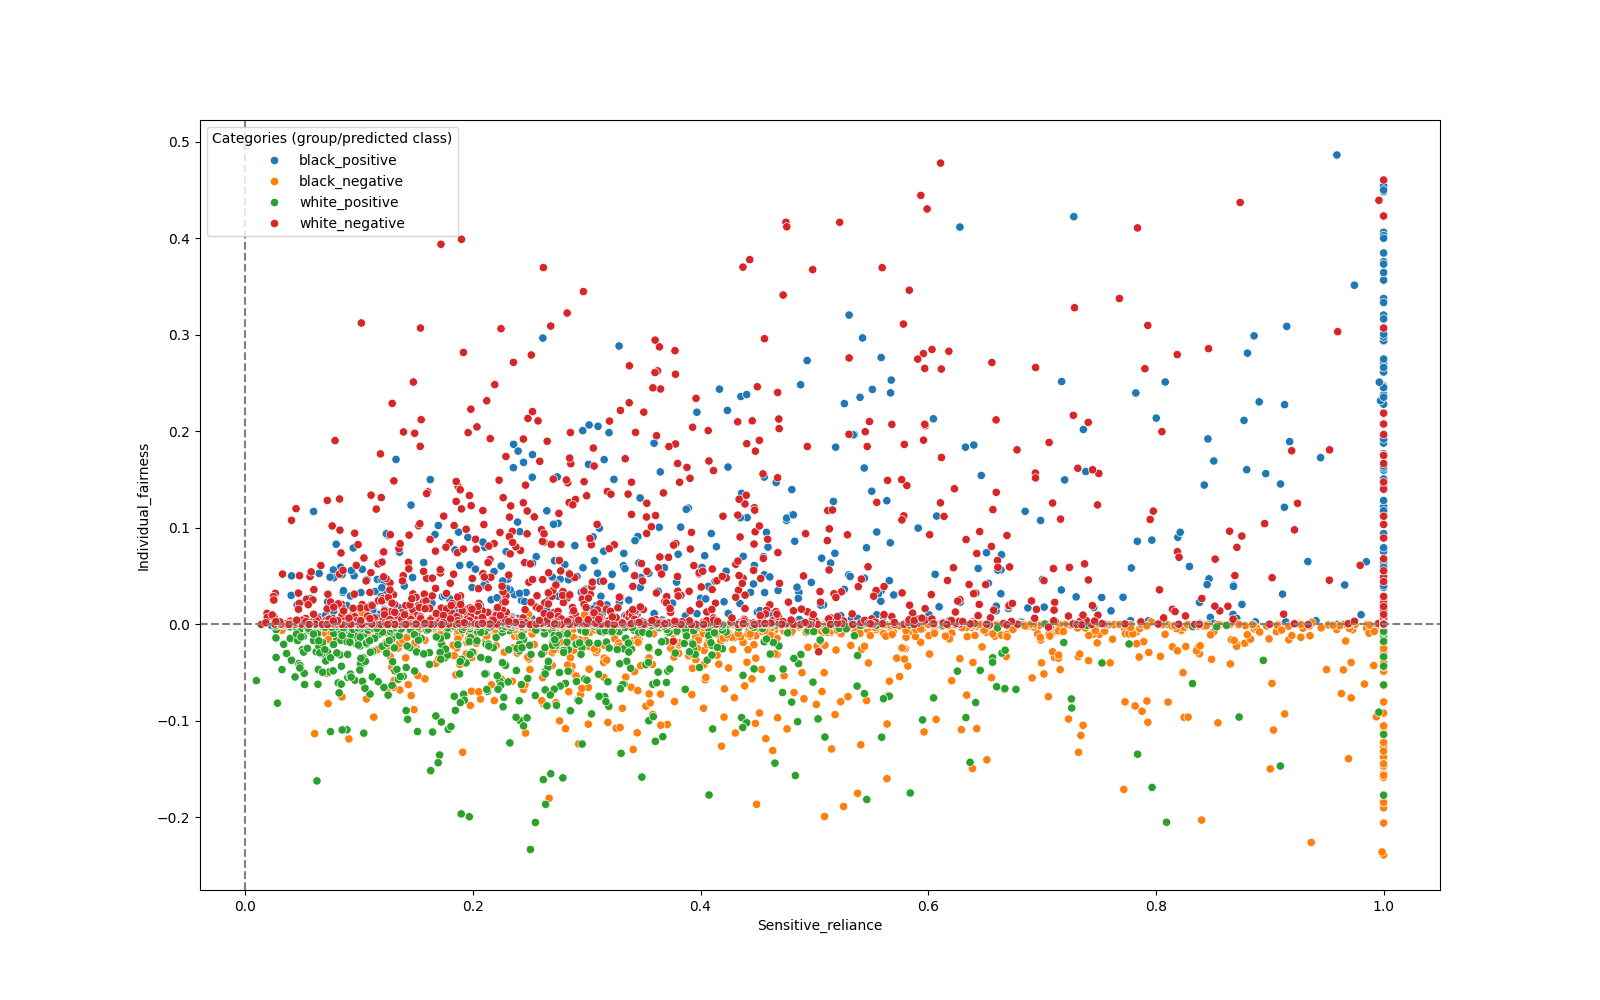 Categories (group/predicted class)
black_positive
black_negative
white_positive
white_negative
0.5
0.4
0.3
0.2
0.1
0.0
−0.1
−0.2
Individual_fairness
0.0 0.2 0.4 0.6 0.8 1.0
Sensitive_reliance